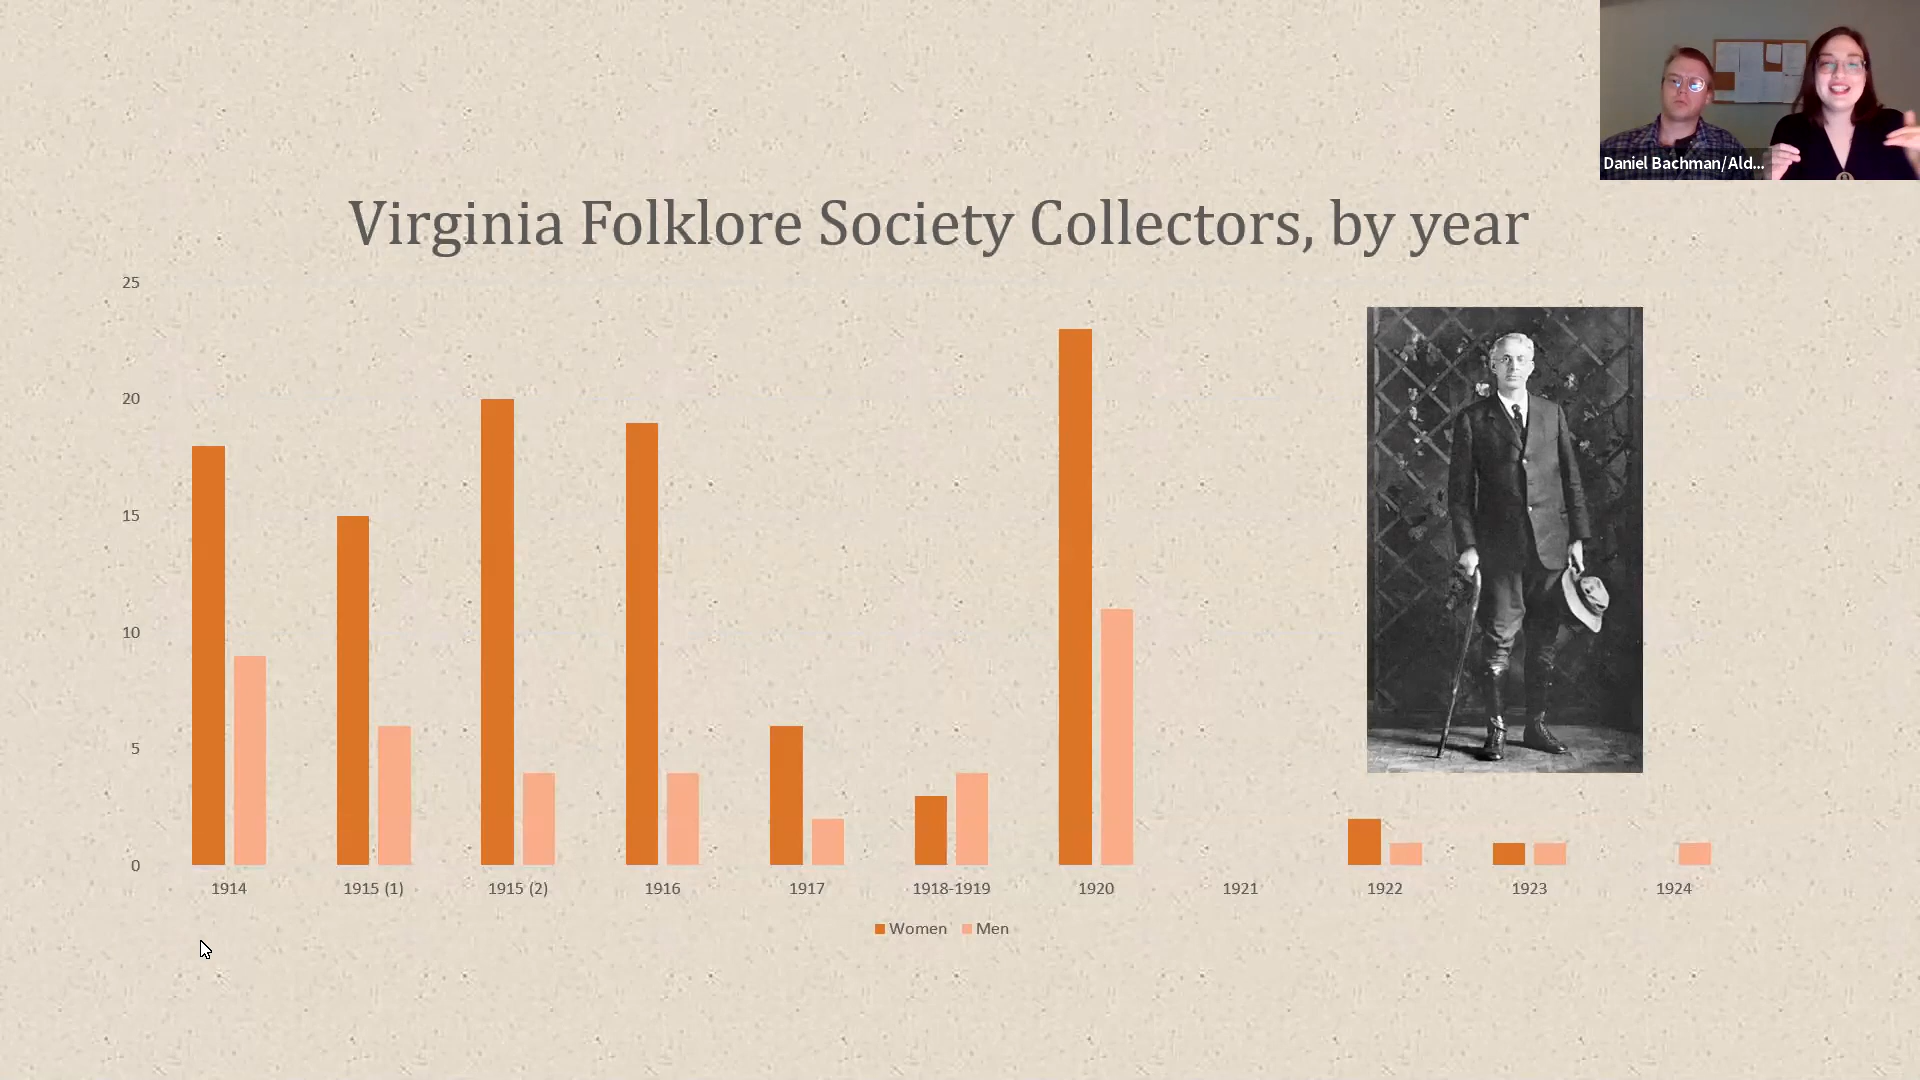 Daniel Bachman/Ald...
Virginia Folklore Society Collectors, by year
25
20
15
10
5
0
1914 1915 (1) 1915 (2) 1916 1917 1918-1919 1920 1921 1922 1923 1924
Women Men